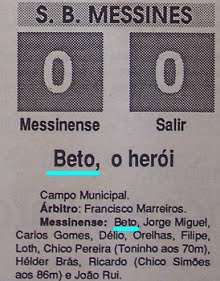 S. B. MESSINES
0 0
Messinense Salir
Beto, o herói
Campo Municipal.
Árbitro: Francisco Marreiros.
Messinense: Beto, Jorge Miguel,
Carlos Gomes, Délio, Orelhas, Filipe,
Loth, Chico Pereira (Toninho aos 70m),
Hélder Brás, Ricardo (Chico Simões
aos 86m) e João Rui.